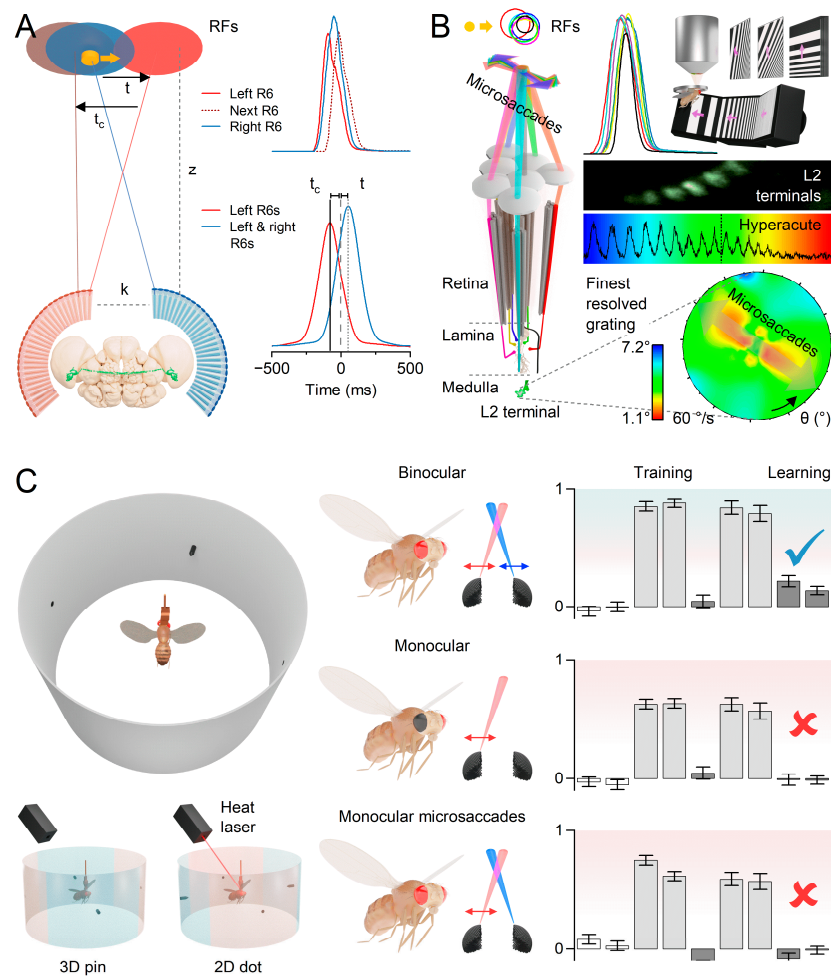 A
RFs
t
t_c
z
k
Left R6
Next R6
Right R6
t_c
t
Left R6s
Left & right
R6s
−500
0
500
Time (ms)
B
RFs
Microsaccades
Retina
Lamina
Medulla
L2 terminal
L2
terminals
Hyperacute
Finest
resolved
grating
Microsaccades
7.2°
1.1°
60 °/s
θ (°)
C
Binocular
Training
Learning
1
0
Monocular
1
0
Heat
laser
Monocular microsaccades
1
0
3D pin
2D dot